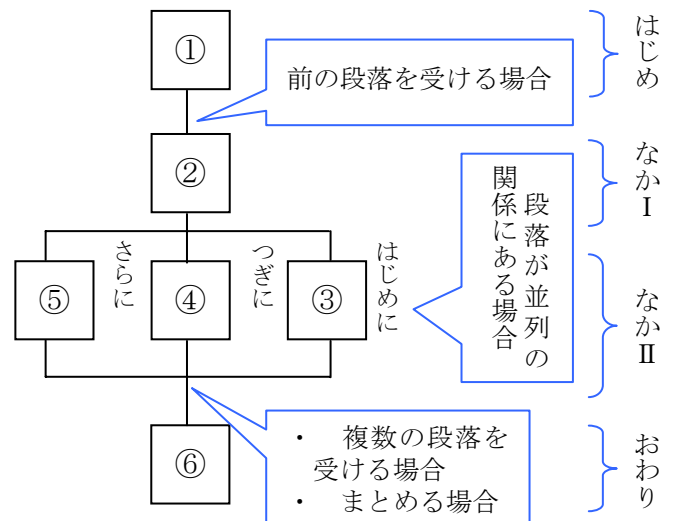 ①
はじめ
前の段落を受ける場合
②
なかⅠ
段落が並列の
関係にある場合
はじめに
③
つぎに
④
さらに
⑤
なかⅡ
・　複数の段落を
受ける場合
・　まとめる場合
⑥
おわり